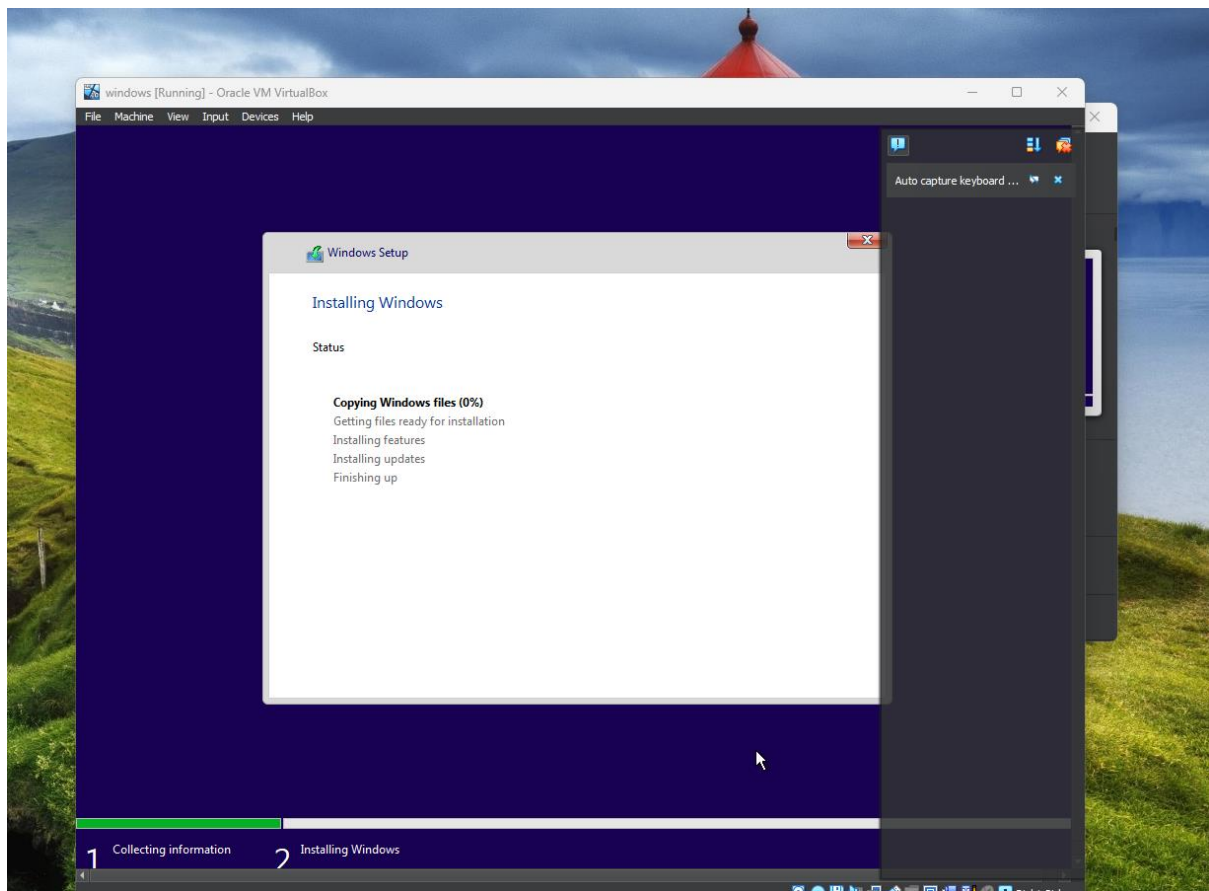 windows [Running] - Oracle VM VirtualBox
File Machine View Input Devices Help
Auto capture keyboard ...
Windows Setup
Installing Windows
Status
Copying Windows files (0%)
Getting files ready for installation
Installing features
Installing updates
Finishing up
1 Collecting information 2 Installing Windows